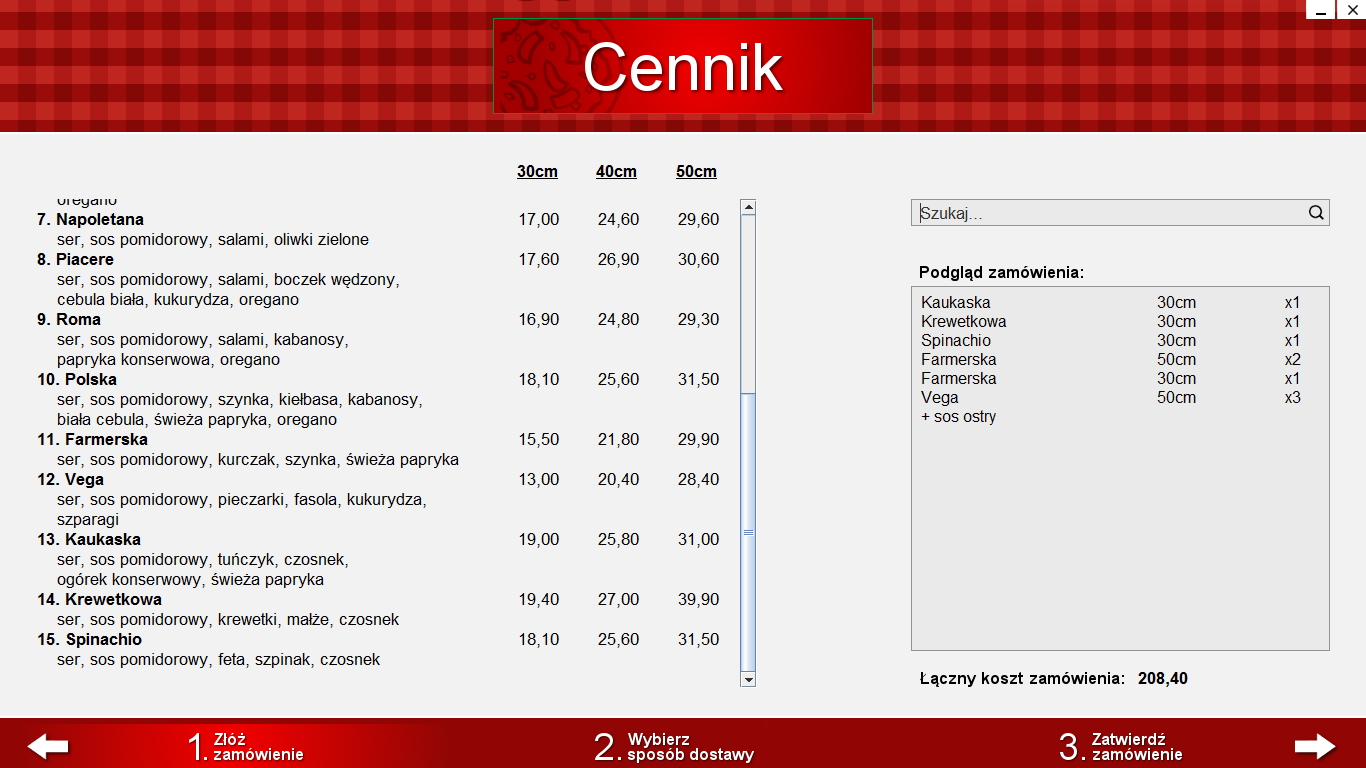 Cennik
30cm 40cm 50cm
oregano
7. Napoletana 17,00 24,60 29,60
ser, sos pomidorowy, salami, oliwki zielone
8. Piacere 17,60 26,90 30,60
ser, sos pomidorowy, salami, boczek wędzony,
cebula biała, kukurydza, oregano
9. Roma 16,90 24,80 29,30
ser, sos pomidorowy, salami, kabanosy,
papryka konserwowa, oregano
10. Polska 18,10 25,60 31,50
ser, sos pomidorowy, szynka, kiełbasa, kabanosy,
biała cebula, świeża papryka, oregano
11. Farmerska 15,50 21,80 29,90
ser, sos pomidorowy, kurczak, szynka, świeża papryka
12. Vega 13,00 20,40 28,40
ser, sos pomidorowy, pieczarki, fasola, kukurydza,
szparagi
13. Kaukaska 19,00 25,80 31,00
ser, sos pomidorowy, tuńczyk, czosnek,
ogórek konserwowy, świeża papryka
14. Krewetkowa 19,40 27,00 39,90
ser, sos pomidorowy, krewetki, małże, czosnek
15. Spinachio 18,10 25,60 31,50
ser, sos pomidorowy, feta, szpinak, czosnek
Szukaj...
Podgląd zamówienia:
Kaukaska 30cm x1
Krewetkowa 30cm x1
Spinachio 30cm x1
Farmerska 50cm x2
Farmerska 30cm x1
Vega 50cm x3
+ sos ostry
Łączny koszt zamówienia: 208,40
1. Złóż
zamówienie
2. Wybierz
sposób dostawy
3. Zatwierdź
zamówienie